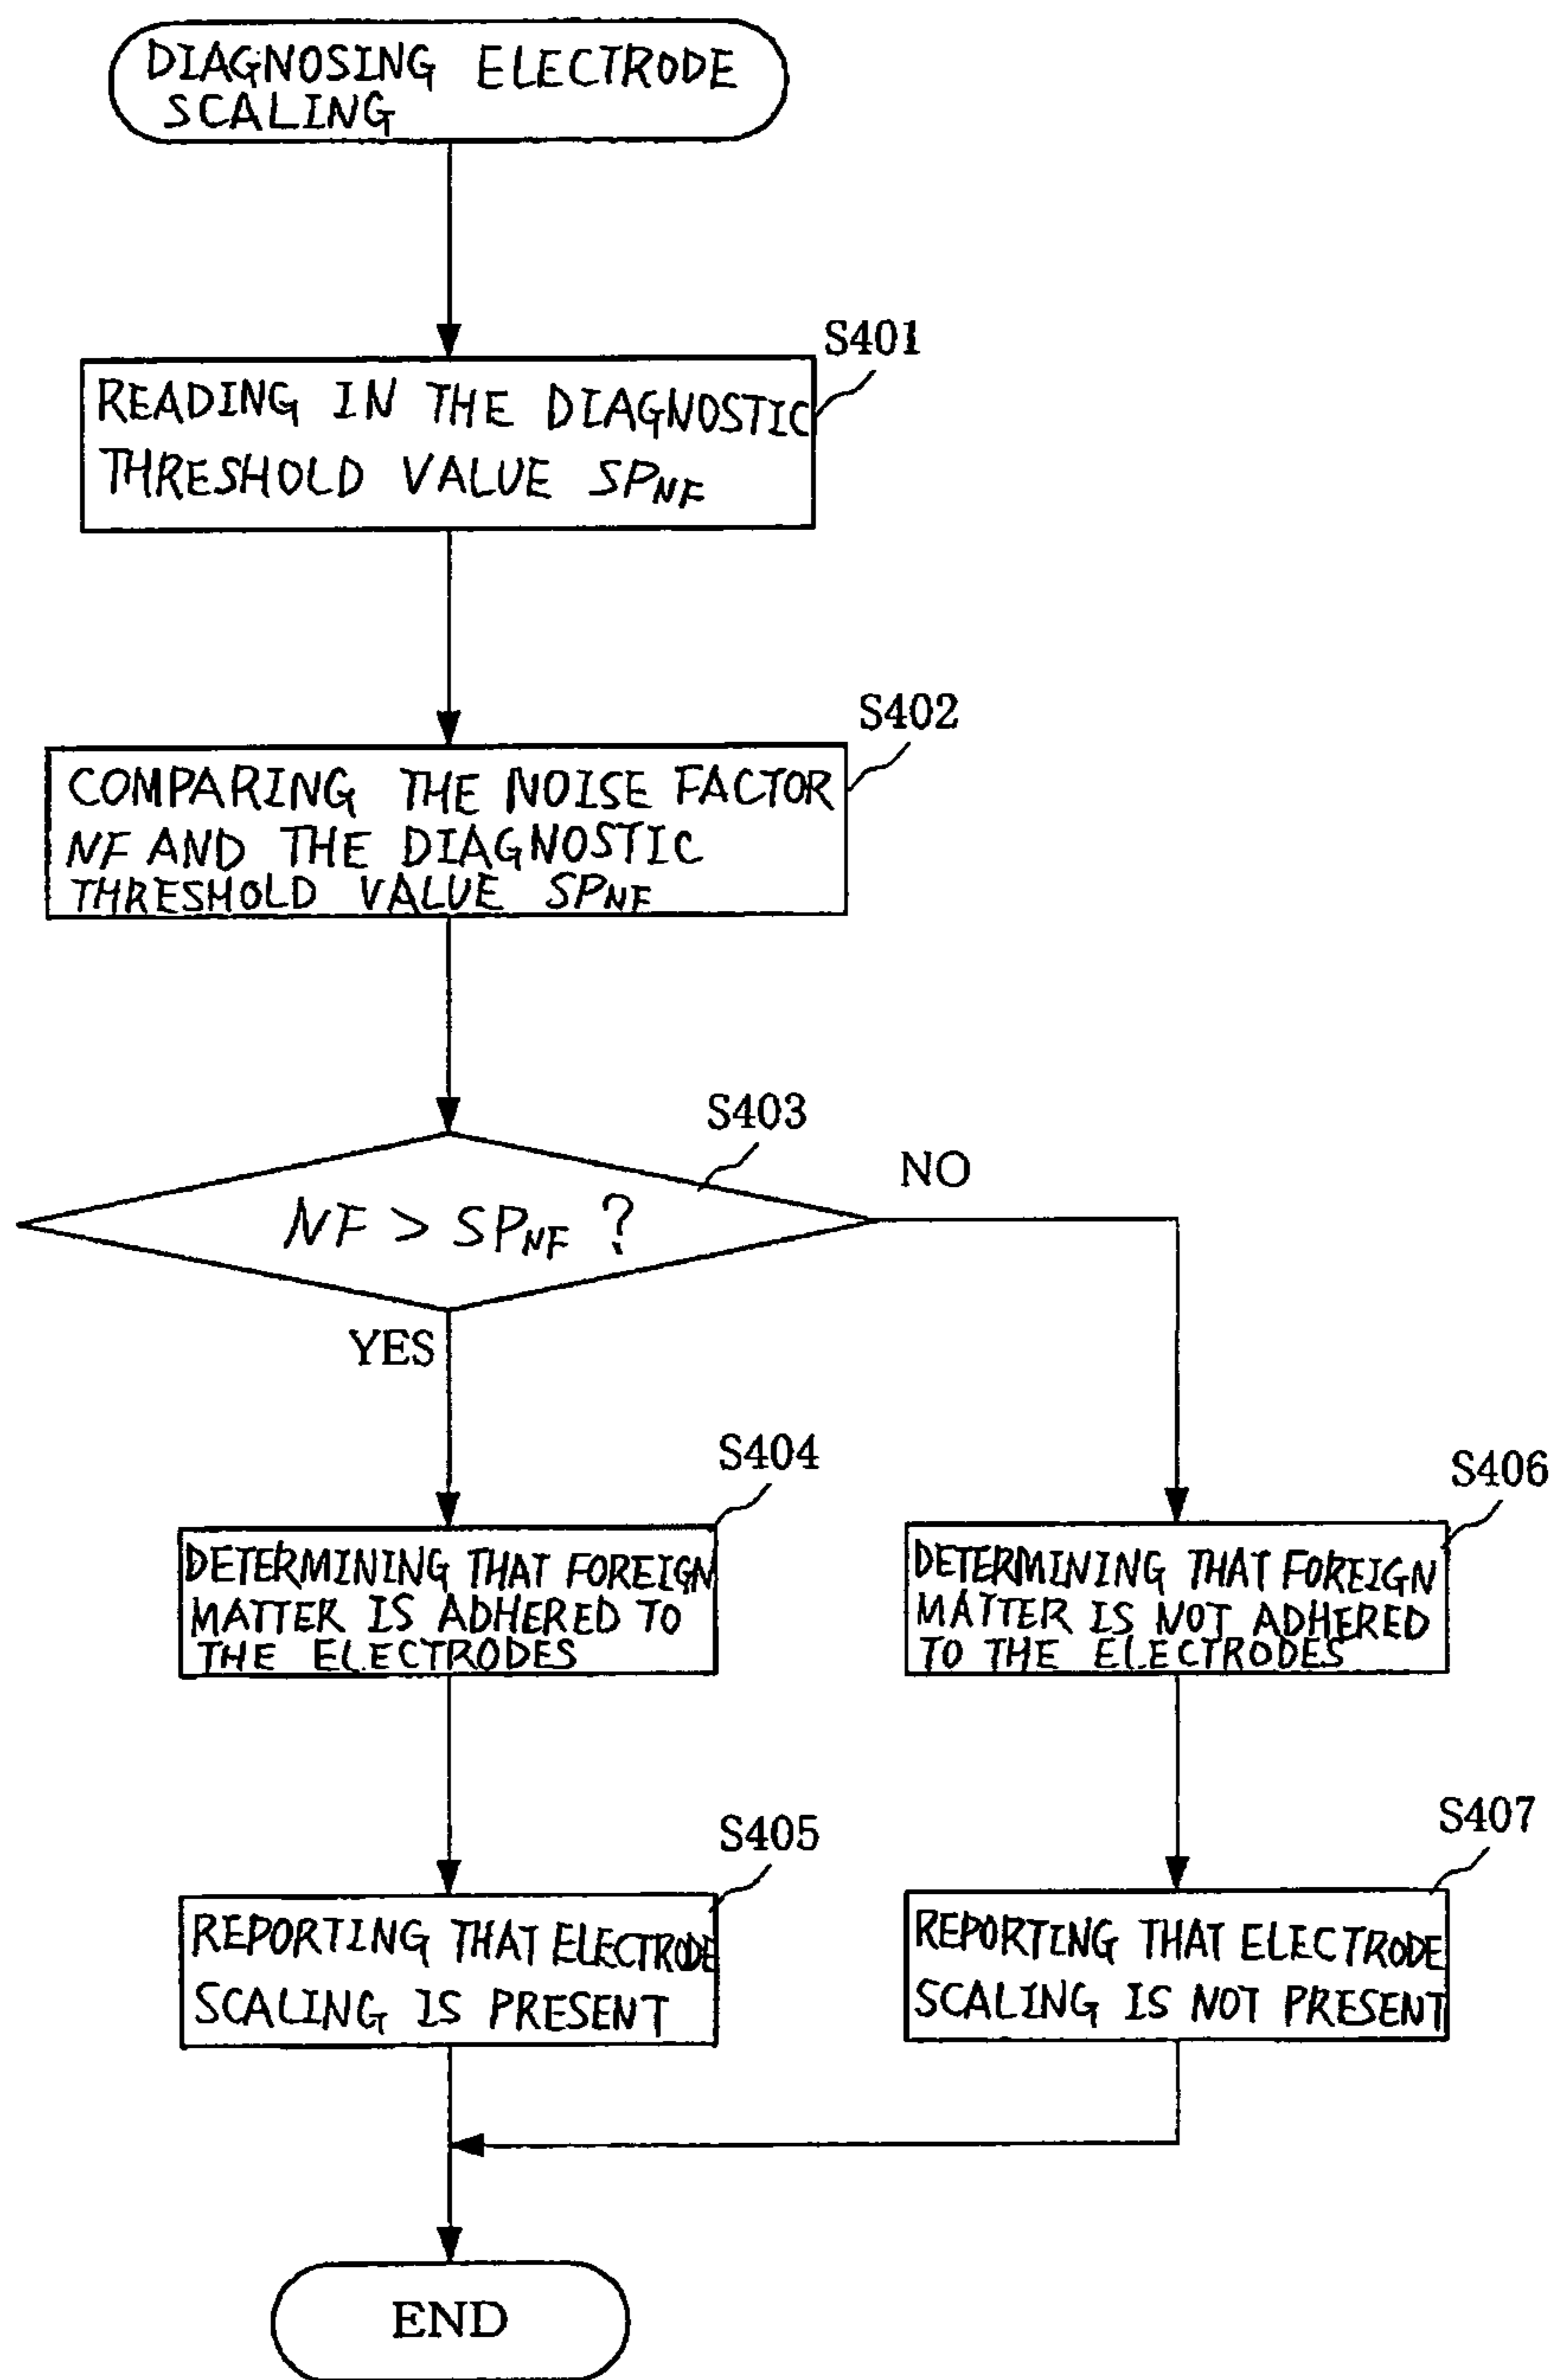 DIAGNOSING ELECTRODE
SCALING
S401
READING IN THE DIAGNOSTIC
THRESHOLD VALUE SPNF
S402
COMPARING THE NOISE FACTOR
NF AND THE DIAGNOSTIC
THRESHOLD VALUE SPNF
S403
NO
NF > SPNF ?
YES
S404
DETERMINING THAT FOREIGN
MATTER IS ADHERED TO
THE ELECTRODES
S406
DETERMINING THAT FOREIGN
MATTER IS NOT ADHERED
TO THE ELECTRODES
S405
REPORTING THAT ELECTRODE
SCALING IS PRESENT
S407
REPORTING THAT ELECTRODE
SCALING IS NOT PRESENT
END